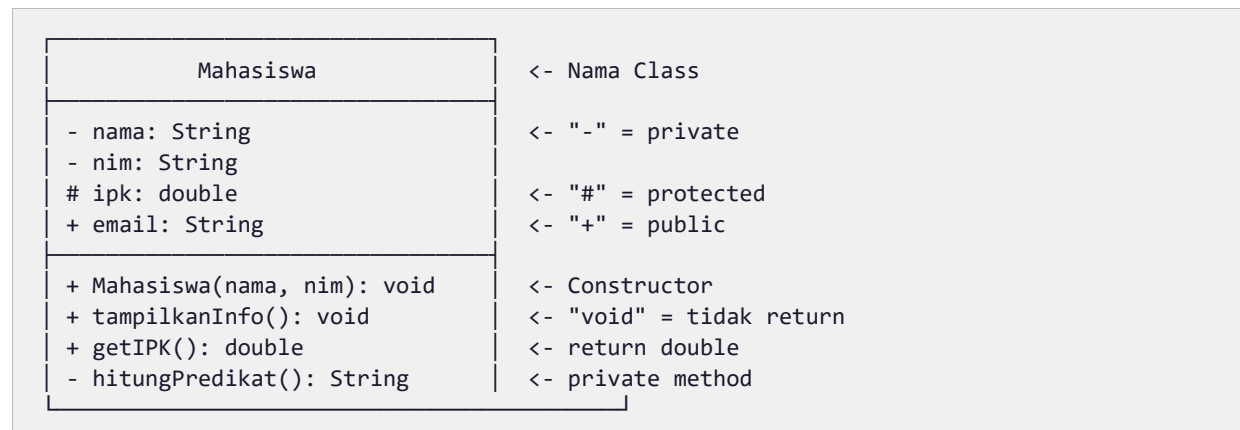 Mahasiswa <- Nama Class
- nama: String <- "-" = private
- nim: String
# ipk: double <- "#" = protected
+ email: String <- "+" = public
+ Mahasiswa(nama, nim): void <- Constructor
+ tampilkanInfo(): void <- "void" = tidak return
+ getIPK(): double <- return double
- hitungPredikat(): String <- private method